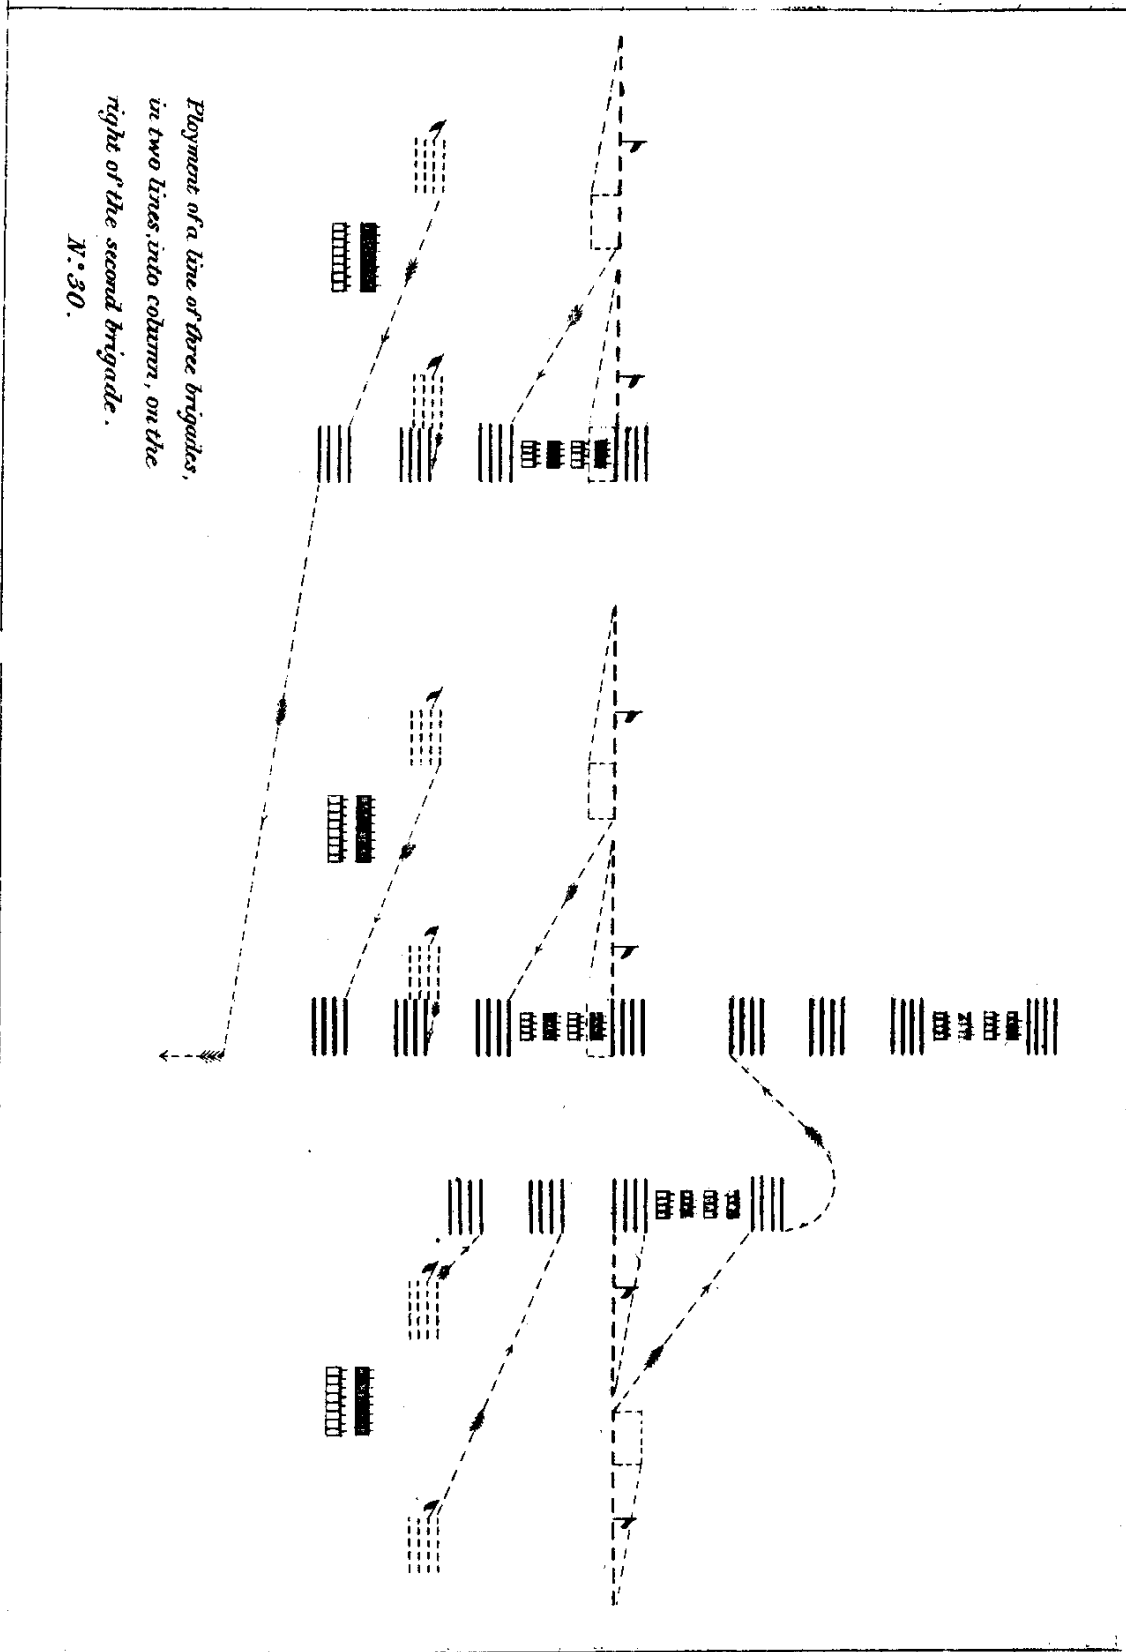 Ployment of a line of three brigades,
in two lines, into column, on the
right of the second brigade.
N.º 30.